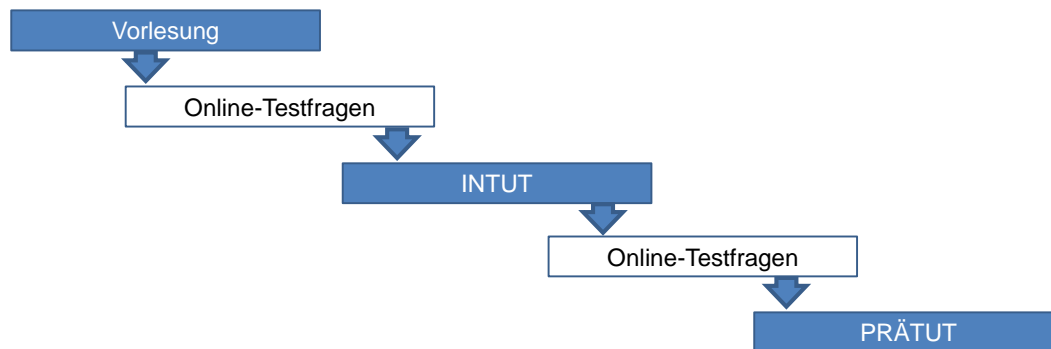 Vorlesung
Online-Testfragen
INTUT
Online-Testfragen
PRÄTUT